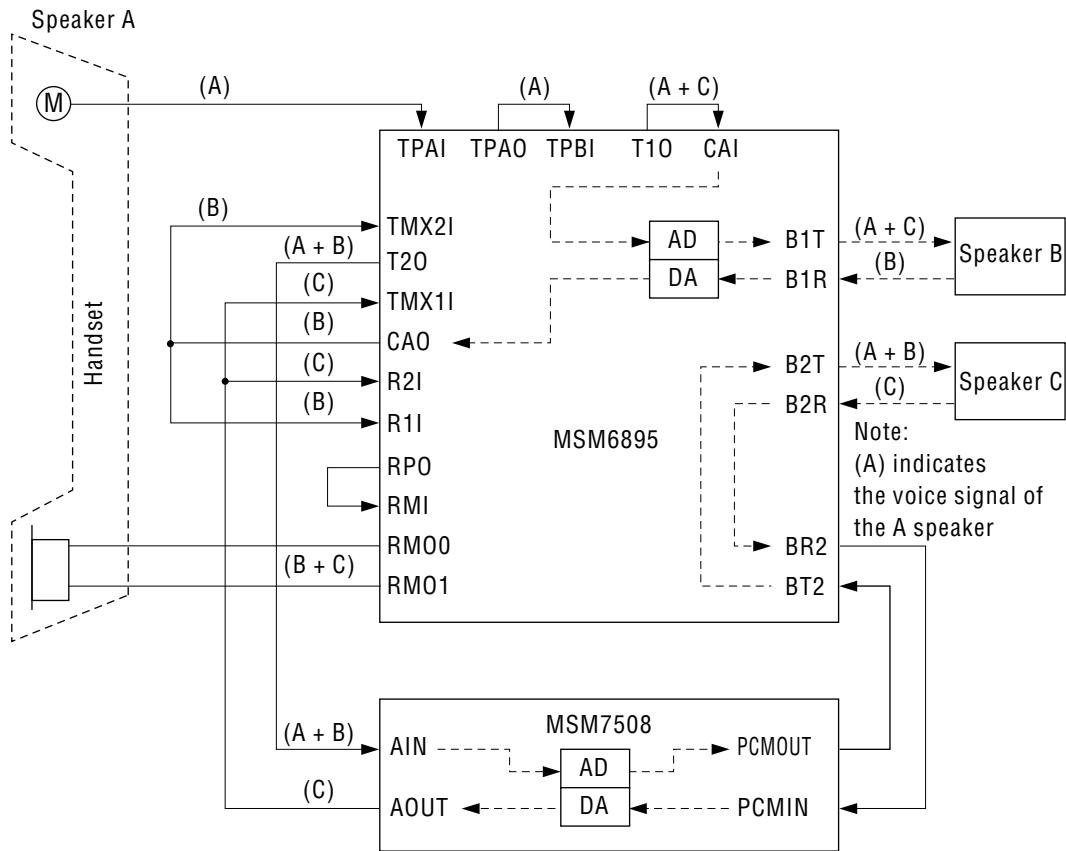 Speaker A
M
(A)
(A)
(A + C)
TPAI
TPAO
TPBI
T1O
CAI
Handset
(B)
TMX2I
(A + B)
T2O
(C)
TMX1I
(B)
CAO
(C)
R2I
(B)
R1I
RPO
RMI
RMO0
(B + C)
RMO1
AD
DA
B1T
B1R
(A + C)
(B)
Speaker B
B2T
B2R
(A + B)
(C)
Speaker C
MSM6895
Note:
(A) indicates
the voice signal of
the A speaker
BR2
BT2
MSM7508
(A + B)
AIN
AD
PCMOUT
(C)
AOUT
DA
PCMIN